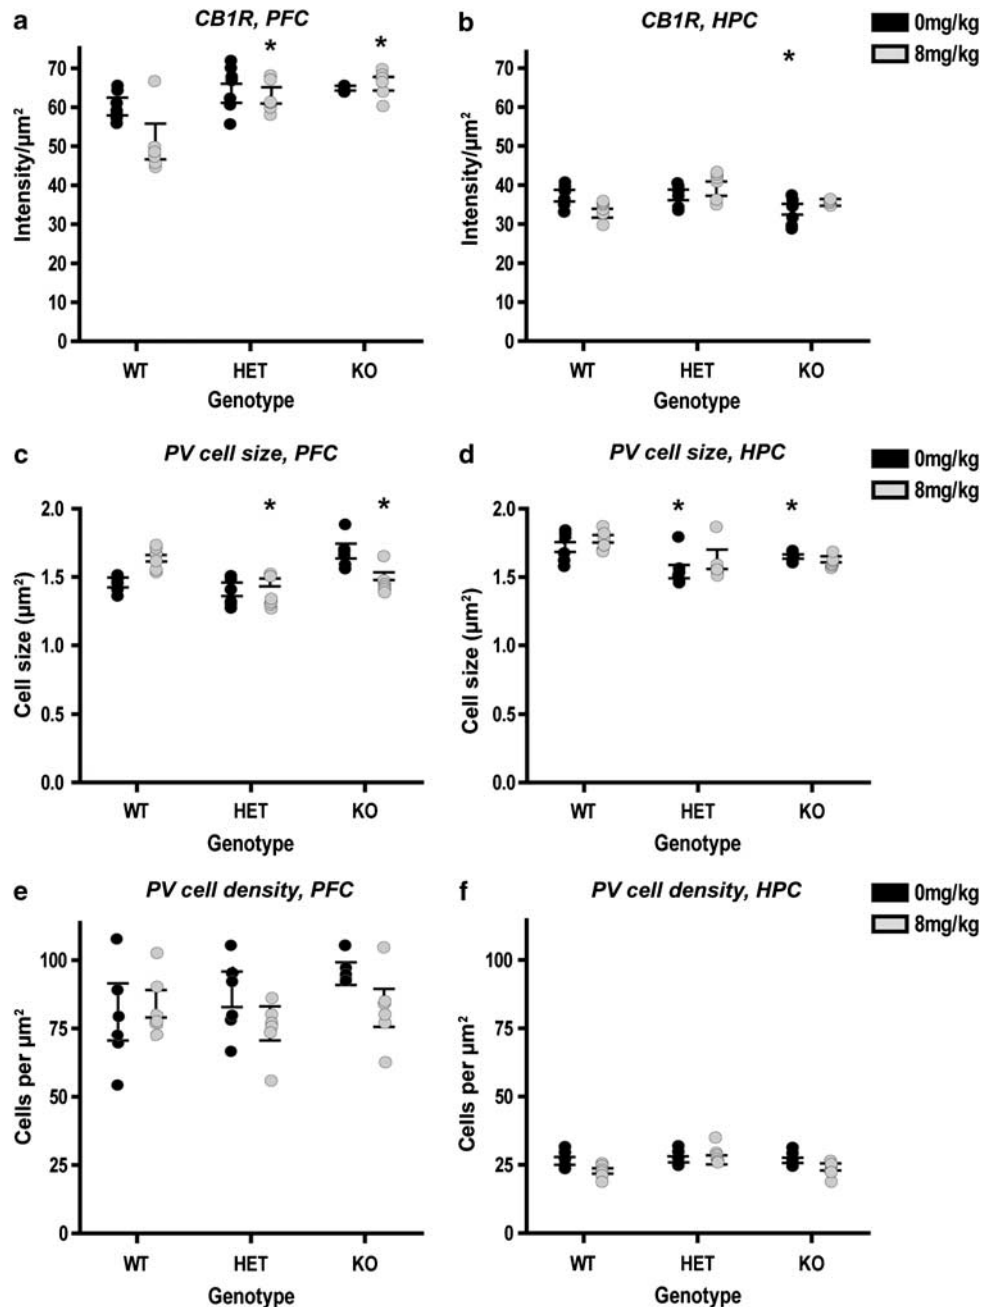 a
CB1R, PFC
b
CB1R, HPC
0mg/kg
8mg/kg
Intensity/µm²
70
60
50
40
30
20
10
0
*
*
WT
HET
KO
Genotype
Intensity/µm²
70
60
50
40
30
20
10
0
*
WT
HET
KO
Genotype
c
PV cell size, PFC
d
PV cell size, HPC
0mg/kg
8mg/kg
Cell size (µm²)
2.0
1.5
1.0
0.5
0.0
*
*
WT
HET
KO
Genotype
Cell size (µm²)
2.0
1.5
1.0
0.5
0.0
*
*
WT
HET
KO
Genotype
e
PV cell density, PFC
f
PV cell density, HPC
0mg/kg
8mg/kg
Cells per µm²
100
75
50
25
0
WT
HET
KO
Genotype
Cells per µm²
100
75
50
25
0
WT
HET
KO
Genotype